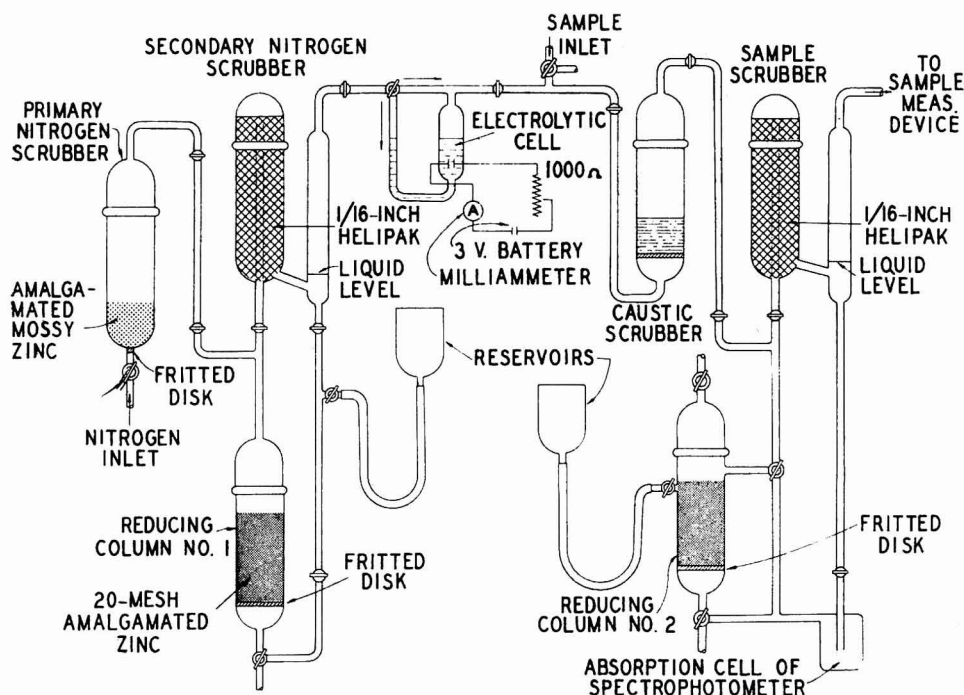 SECONDARY NITROGEN
SCRUBBER
PRIMARY
NITROGEN
SCRUBBER
SAMPLE
INLET
SAMPLE
SCRUBBER
TO
SAMPLE
MEAS.
DEVICE
ELECTROLYTIC
CELL
1000Ω
A
1/16-INCH
HELIPAK
3 V. BATTERY
MILLIAMMETER
LIQUID
LEVEL
1/16-INCH
HELIPAK
LIQUID
LEVEL
AMALGA-
MATED
MOSSY
ZINC
FRITTED
DISK
NITROGEN
INLET
CAUSTIC
SCRUBBER
RESERVOIRS
REDUCING
COLUMN NO. 1
20-MESH
AMALGAMATED
ZINC
FRITTED
DISK
FRITTED
DISK
REDUCING
COLUMN NO. 2
ABSORPTION CELL OF
SPECTROPHOTOMETER